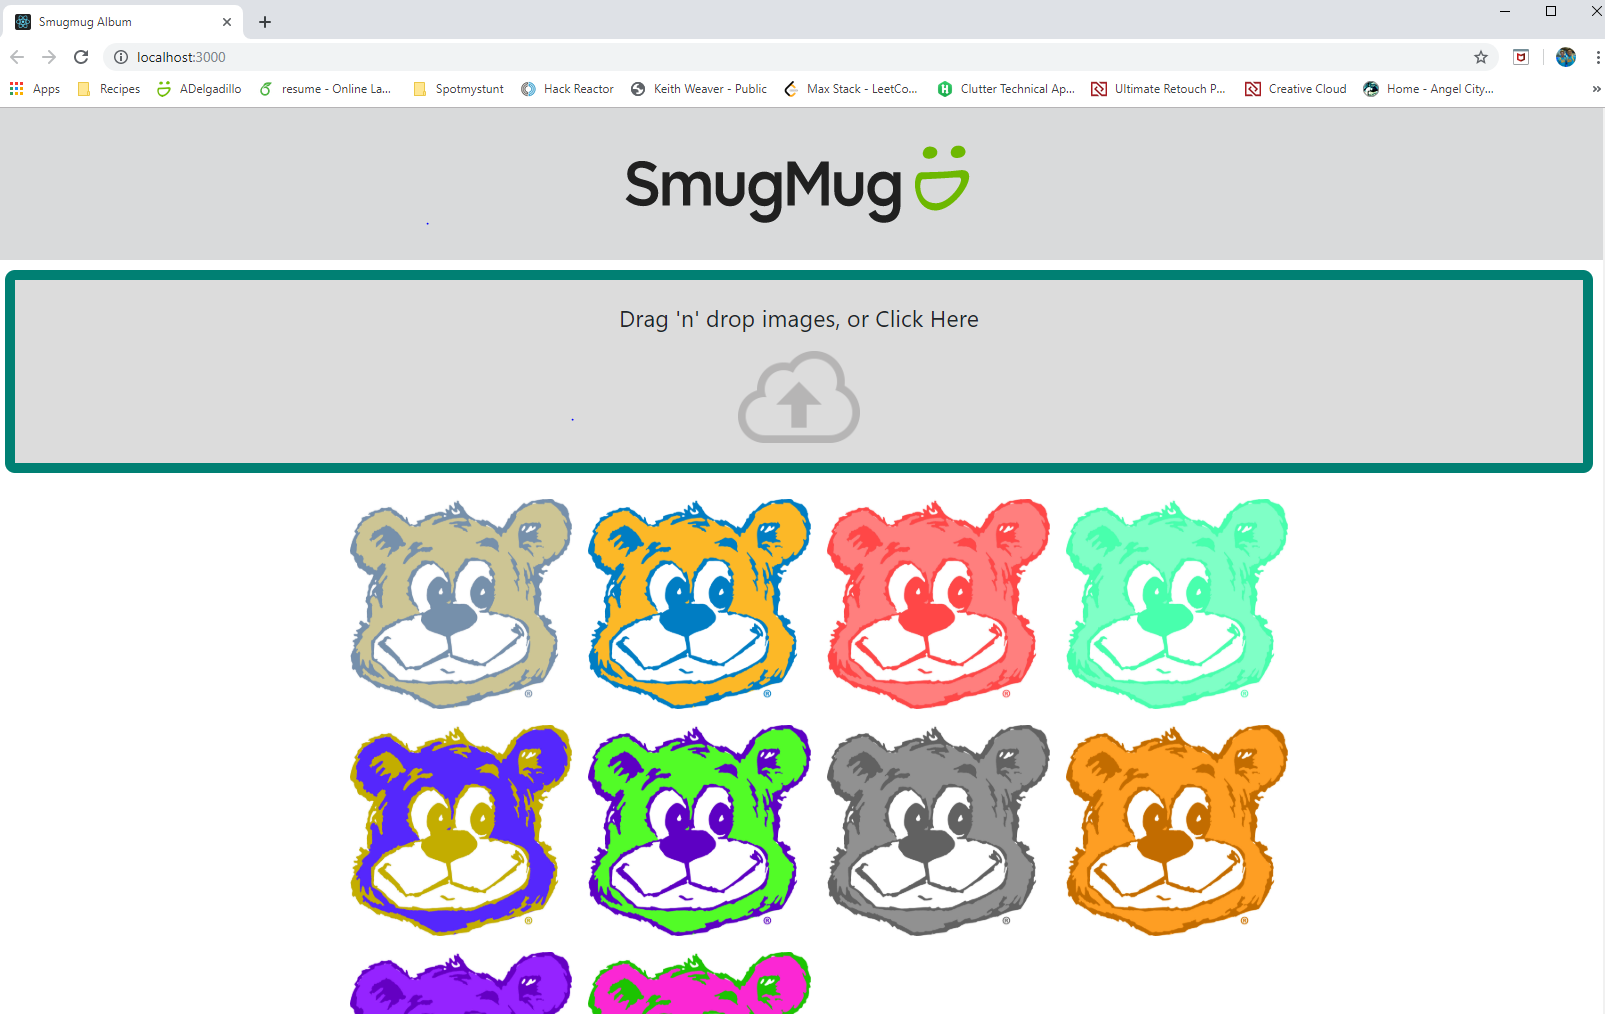 Smugmug Album
localhost:3000
Apps Recipes ADelgadillo resume - Online La... Spotmystunt Hack Reactor Keith Weaver - Public Max Stack - LeetCo... Clutter Technical Ap... Ultimate Retouch P... Creative Cloud Home - Angel City... »
SmugMug
Drag 'n' drop images, or Click Here
® ® ® ®
® ® ® ®